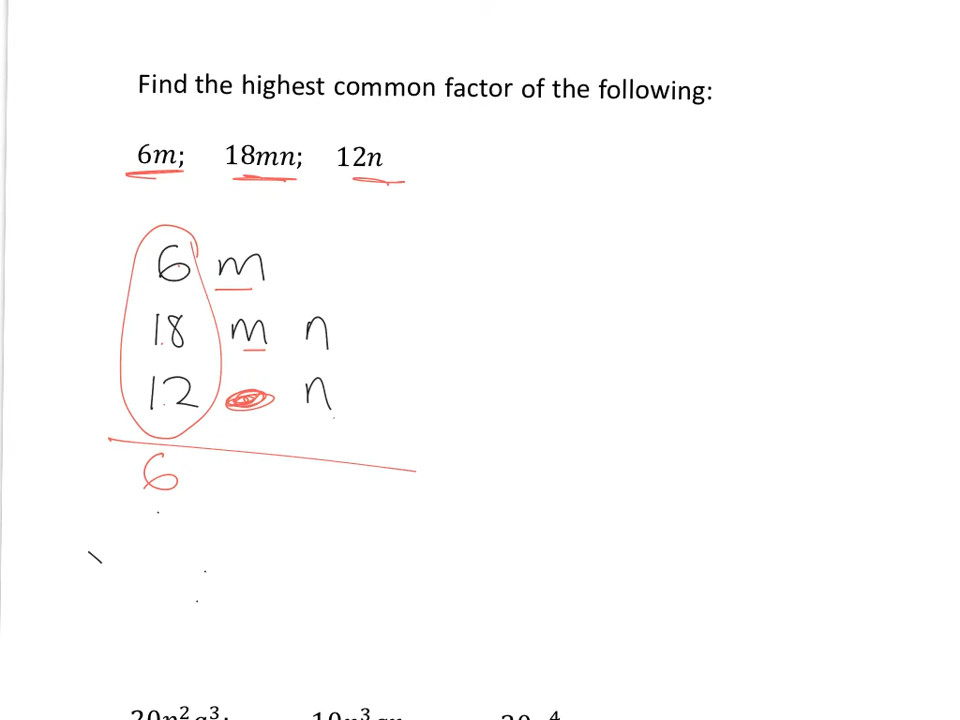 Find the highest common factor of the following:
6m; 18mn; 12n
6 m
18 m n
12 n
6